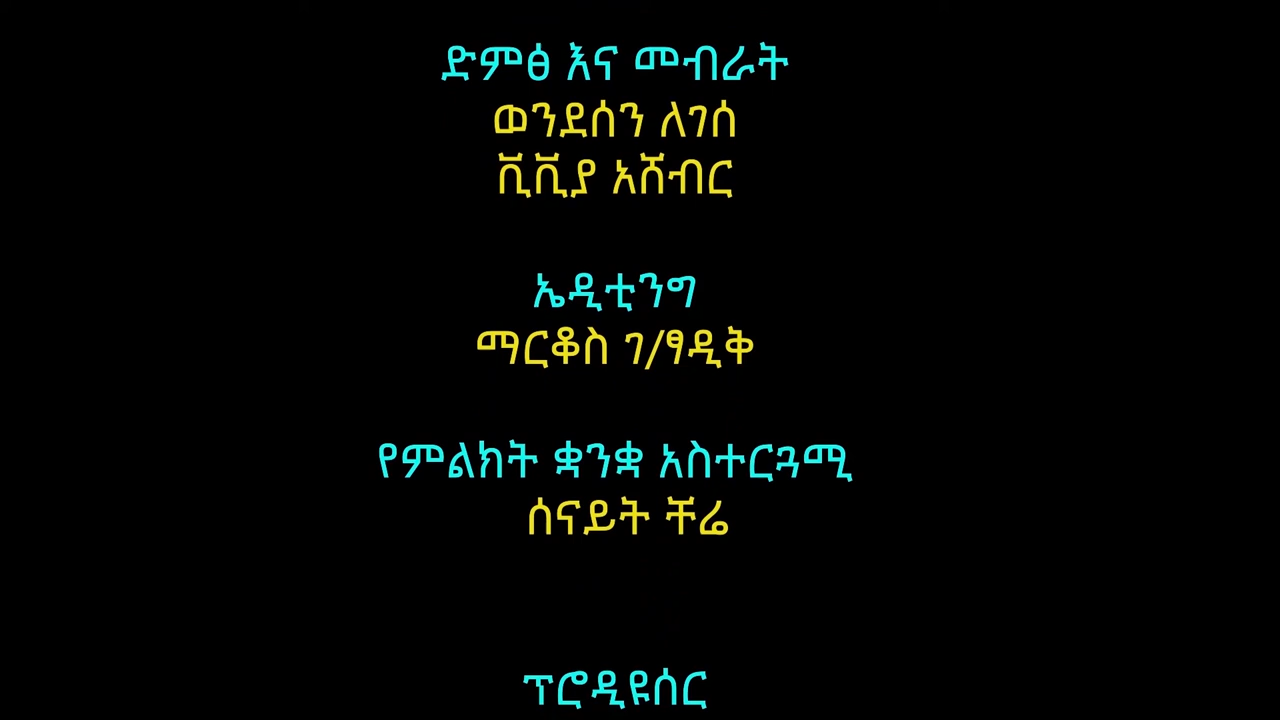 ድምፅ እና መብራት
ወንደሰን ለገሰ
ቪቪያ አሸብር
ኤዲቲንግ
ማርቆስ ገ/ፃዲቅ
የምልክት ቋንቋ አስተርጓሚ
ሰናይት ቸሬ
ፕሮዲዩሰር